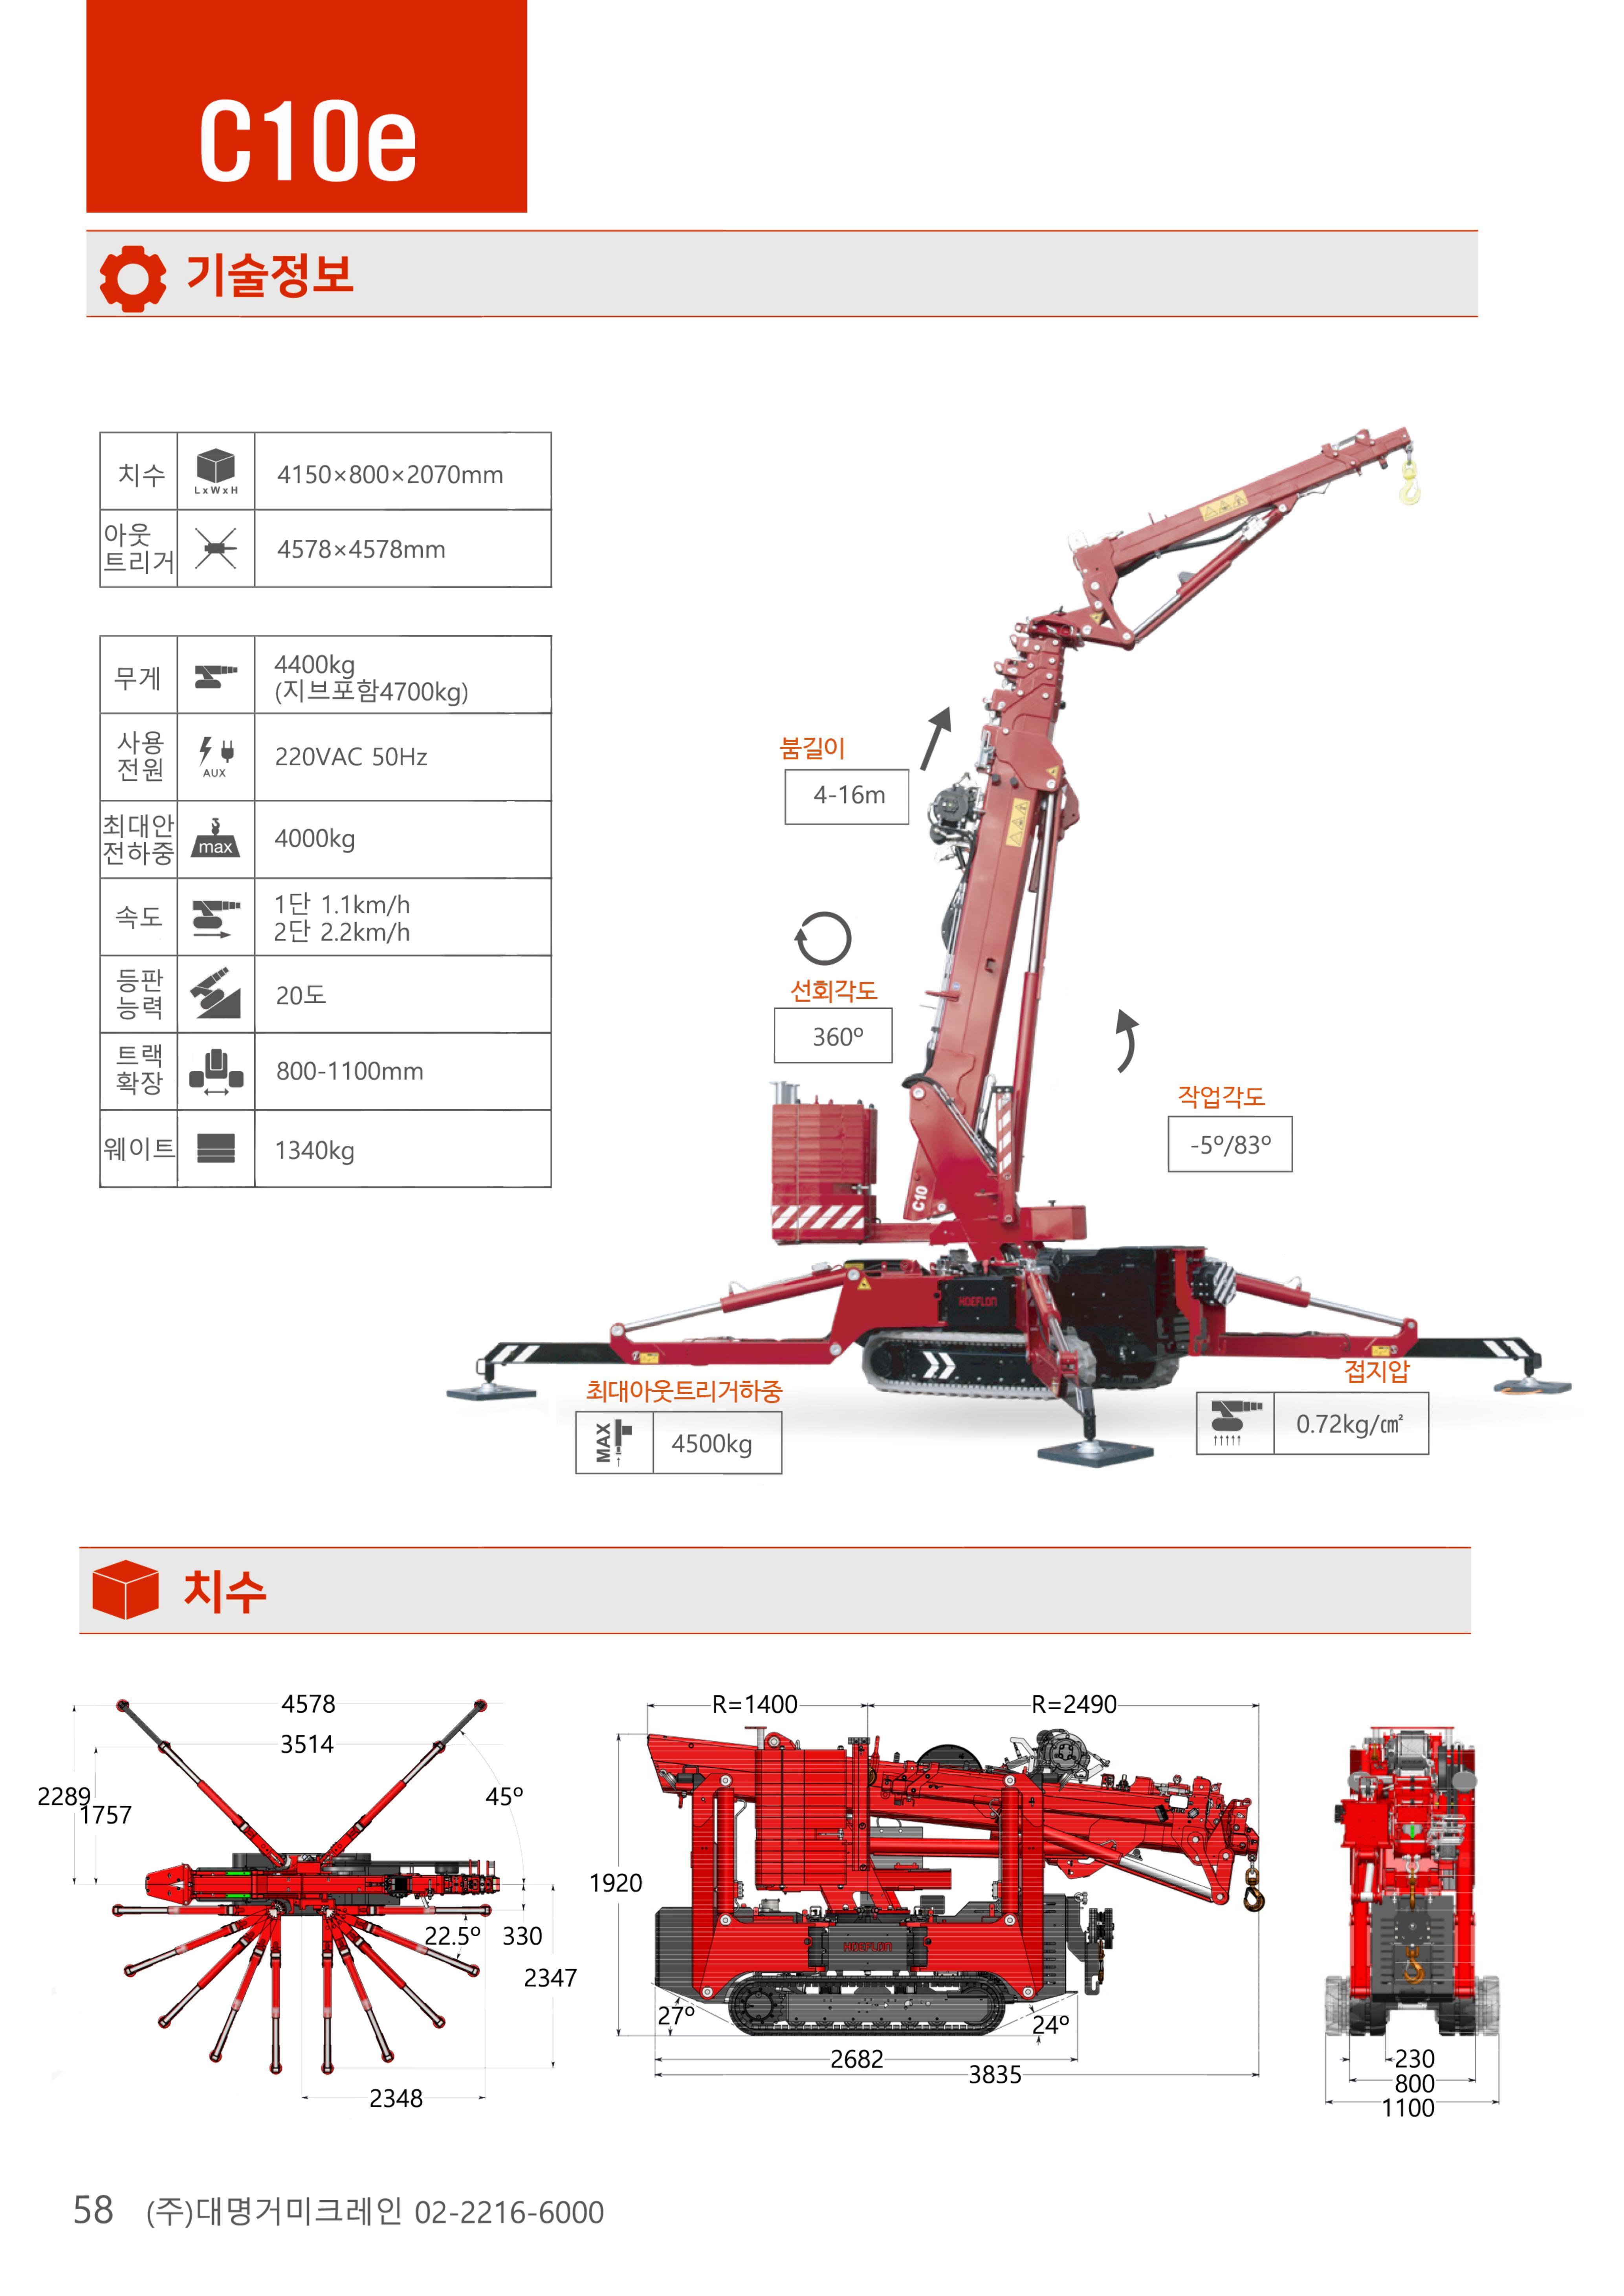 C10e
기술정보
치수
LxWxH
4150×800×2070mm
아웃
트리거
4578×4578mm
무게
4400kg
(지브포함4700kg)
사용
전원
AUX
220VAC 50Hz
최대안
전하중
max
4000kg
속도
1단 1.1km/h
2단 2.2km/h
등판
능력
20도
트랙
확장
800-1100mm
웨이트
1340kg
붐길이
4-16m
선회각도
360º
작업각도
-5º/83º
C10
HOEFLON
최대아웃트리거하중
MAX
4500kg
접지압
0.72kg/㎠
치수
4578
3514
2289
1757
45º
22.5º
330
2347
2348
R=1400
R=2490
1920
HOEFLON
27º
24º
2682
3835
230
800
1100
58 (주)대명거미크레인 02-2216-6000